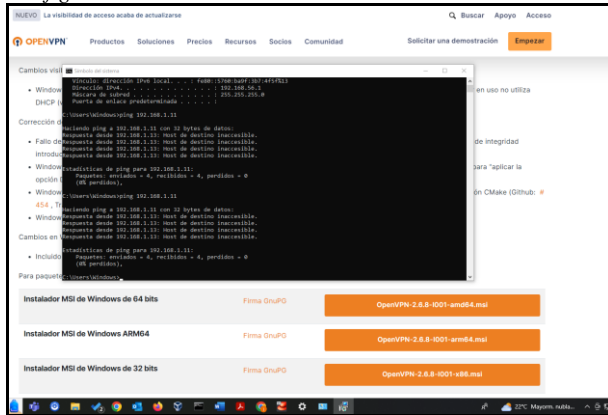 NUEVO La visibilidad de acceso acaba de actualizarse
Buscar Apoyo Acceso
OPENVPN Productos Soluciones Precios Recursos Socios Comunidad Solicitar una demostración Empezar
Cambios visi
Window
DHCP (
en uso no utiliza
Corrección d
Fallo de
de integridad
introdu
Window
para "aplicar la
opción
Window
ón CMake (Github: #
454 , Tr
Window
Cambios en
Incluido
Para paquete
Símbolo del sistema
Vínculo: dirección IPv6 local. . . :
Dirección IPv4. . . . . . . . . . . . . . : 192.168.56.1
Máscara de subred . . . . . . . . . . . . : 255.255.255.0
Puerta de enlace predeterminada . . . . . :
C:\Users\Windows>ping 192.168.1.11
Haciendo ping a 192.168.1.11 con 32 bytes de datos:
Respuesta desde 192.168.1.13: Host de destino inaccesible.
Respuesta desde 192.168.1.13: Host de destino inaccesible.
Respuesta desde 192.168.1.13: Host de destino inaccesible.
Respuesta desde 192.168.1.13: Host de destino inaccesible.
Estadísticas de ping para 192.168.1.11:
Paquetes: enviados = 4, recibidos = 4, perdidos = 0
(0% perdidos),
C:\Users\Windows>ping 192.168.1.11
Haciendo ping a 192.168.1.11 con 32 bytes de datos:
Respuesta desde 192.168.1.13: Host de destino inaccesible.
Respuesta desde 192.168.1.13: Host de destino inaccesible.
Respuesta desde 192.168.1.13: Host de destino inaccesible.
Respuesta desde 192.168.1.13: Host de destino inaccesible.
Estadísticas de ping para 192.168.1.11:
Paquetes: enviados = 4, recibidos = 4, perdidos = 0
(0% perdidos),
C:\Users\Windows>
Instalador MSI de Windows de 64 bits Firma GnuPG OpenVPN-2.6.8-I001-amd64.msi
Instalador MSI de Windows ARM64 Firma GnuPG OpenVPN-2.6.8-I001-arm64.msi
Instalador MSI de Windows de 32 bits Firma GnuPG OpenVPN-2.6.8-I001-x86.msi
22°C Mayorm. nubla...